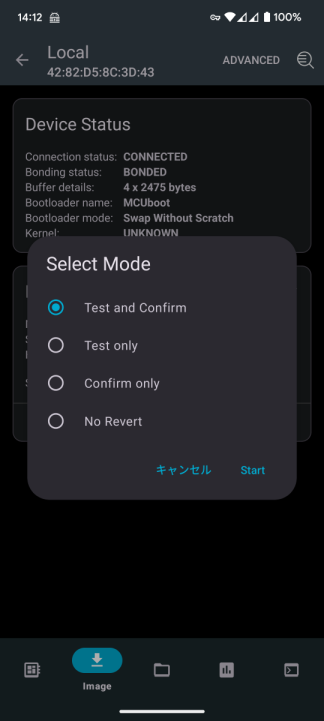 14:12 100%
Local
42:82:D5:8C:3D:43
ADVANCED
Device Status
Connection status: CONNECTED
Bonding status: BONDED
Buffer details: 4 x 2475 bytes
Bootloader name: MCUboot
Bootloader mode: Swap Without Scratch
Kernel: UNKNOWN
Select Mode
Test and Confirm
Test only
Confirm only
No Revert
キャンセル Start
Image